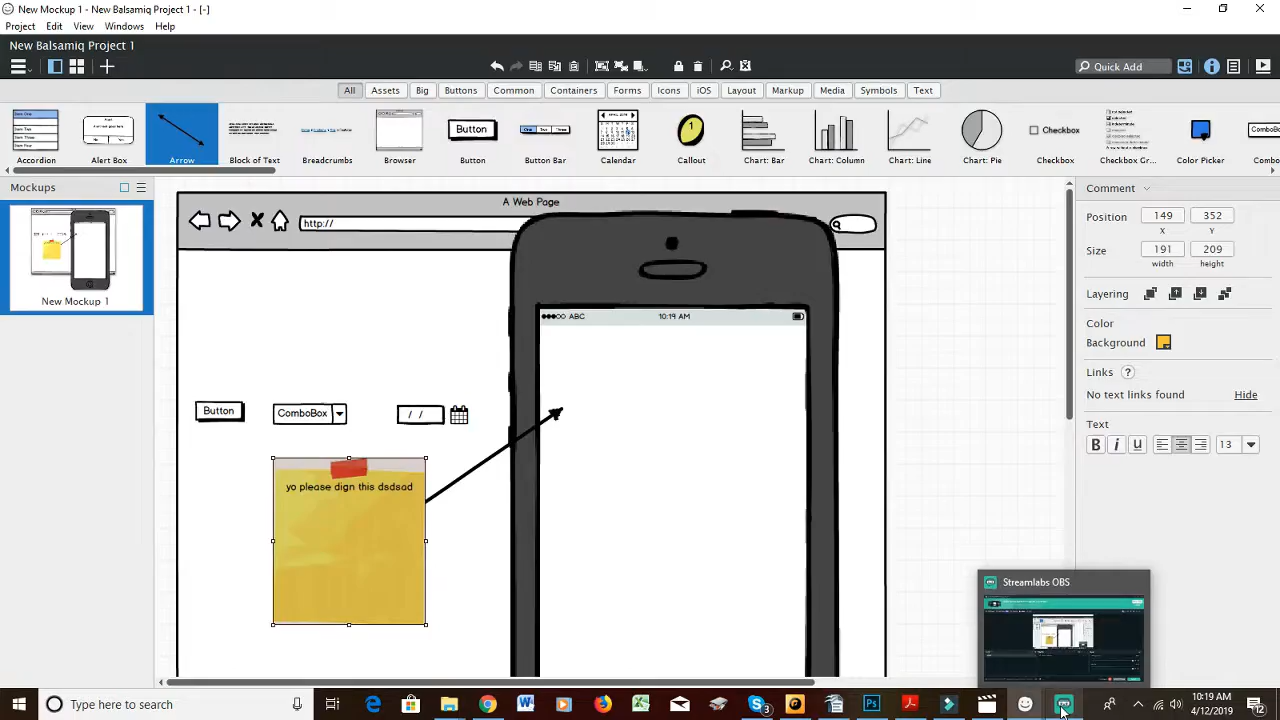 New Mockup 1 - New Balsamiq Project 1 - [-]
Project Edit View Windows Help
New Balsamiq Project 1
Quick Add
All Assets Big Buttons Common Containers Forms Icons iOS Layout Markup Media Symbols Text
Accordion Alert Box Arrow Block of Text Breadcrumbs Browser Button Button Bar Calendar Callout Chart: Bar Chart: Column Chart: Line Chart: Pie Checkbox Checkbox Gr... Color Picker Combo
Button
Checkbox
ComboBo
Mockups
New Mockup 1
A Web Page
http://
ABC 10:19 AM
Button ComboBox / /
yo please dign this dsdsad
Comment
Position 149 352
X Y
Size 191 209
width height
Layering
Color
Background
Links ?
No text links found Hide
Text
B i u 13
Streamlabs OBS
Type here to search
10:19 AM
4/12/2019